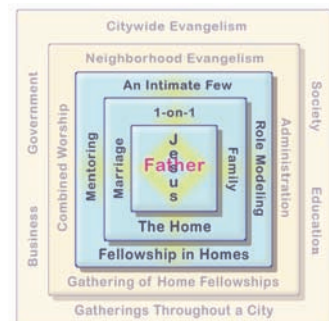 Citywide Evangelism
Neighborhood Evangelism
An Intimate Few
1-on-1
Jesus
Father
Government
Business
Combined Worship
Mentoring
Marriage
Family
Role Modeling
Administration
Society
Education
The Home
Fellowship in Homes
Gathering of Home Fellowships
Gatherings Throughout a City